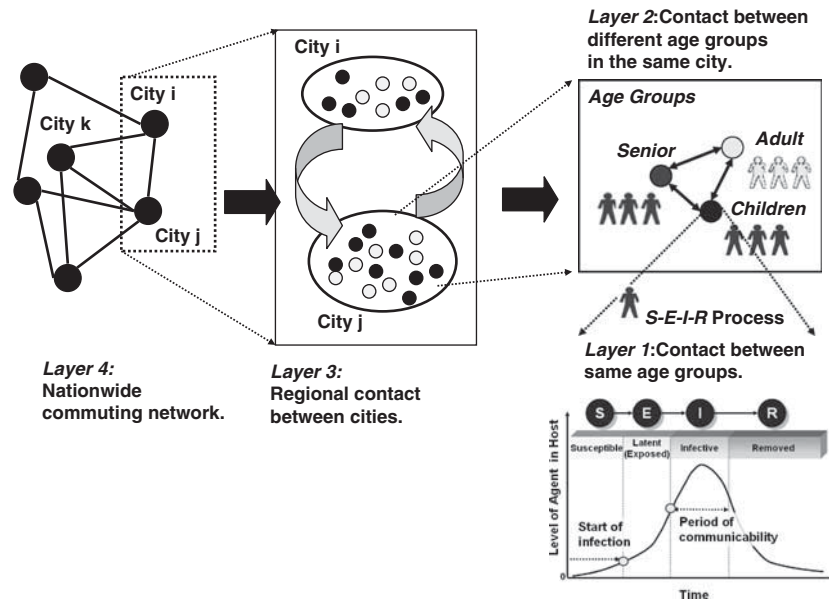 City i
City k
City j
Layer 4:
Nationwide
commuting network.
City i
City j
Layer 3:
Regional contact
between cities.
Layer 2:Contact between
different age groups
in the same city.
Age Groups
Senior
Adult
Children
S-E-I-R Process
Layer 1:Contact between
same age groups.
S
E
I
R
Susceptible
Latent
(Exposed)
Infective
Removed
Level of Agent in Host
Start of
infection
Period of
communicability
0
Time